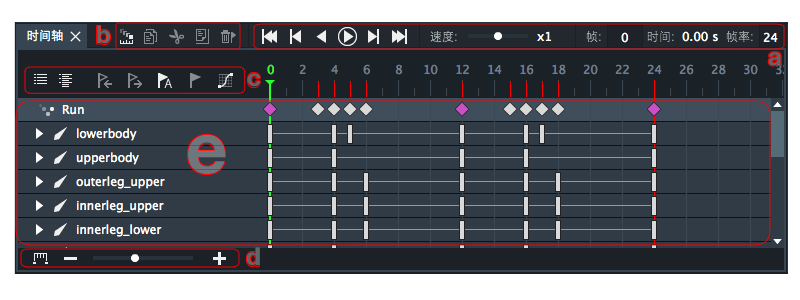 时间轴 × b 速度: x1 帧: 0 时间: 0.00 s 帧率: 24
a
c 0 2 4 6 8 10 12 14 16 18 20 22 24 26 28 30
A
Run
e
lowerbody
upperbody
outerleg_upper
innerleg_upper
innerleg_lower
d